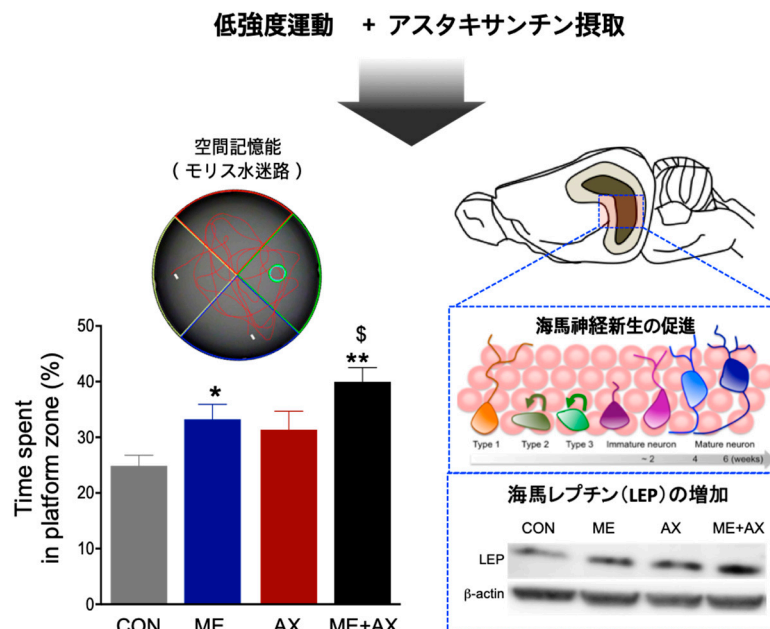 低強度運動 + アスタキサンチン摂取
空間記憶能
( モリス水迷路 )
Time spent
in platform zone (%)
50
40
30
20
10
0
*
$
**
CON ME AX ME+AX
海馬神経新生の促進
Type 1 Type 2 Type 3 Immature neuron Mature neuron
~ 2 4 6 (weeks)
海馬レプチン(LEP)の増加
CON ME AX ME+AX
LEP
β-actin